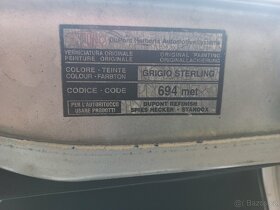 DuPont Herberts Automotive
VERNICIATURA ORIGINALE ORIGINAL PAINTING
PEINTURE ORIGINALE ORIGINALLACKIERUNG
COLORE - TEINTE
COLOUR - FARBTON
GRIGIO STERLING
CODICE - CODE
694 met
PER L'AUTORITOCCO
USARE PRODOTTI
DUPONT REFINISH
SPIES HECKER - STANDOX